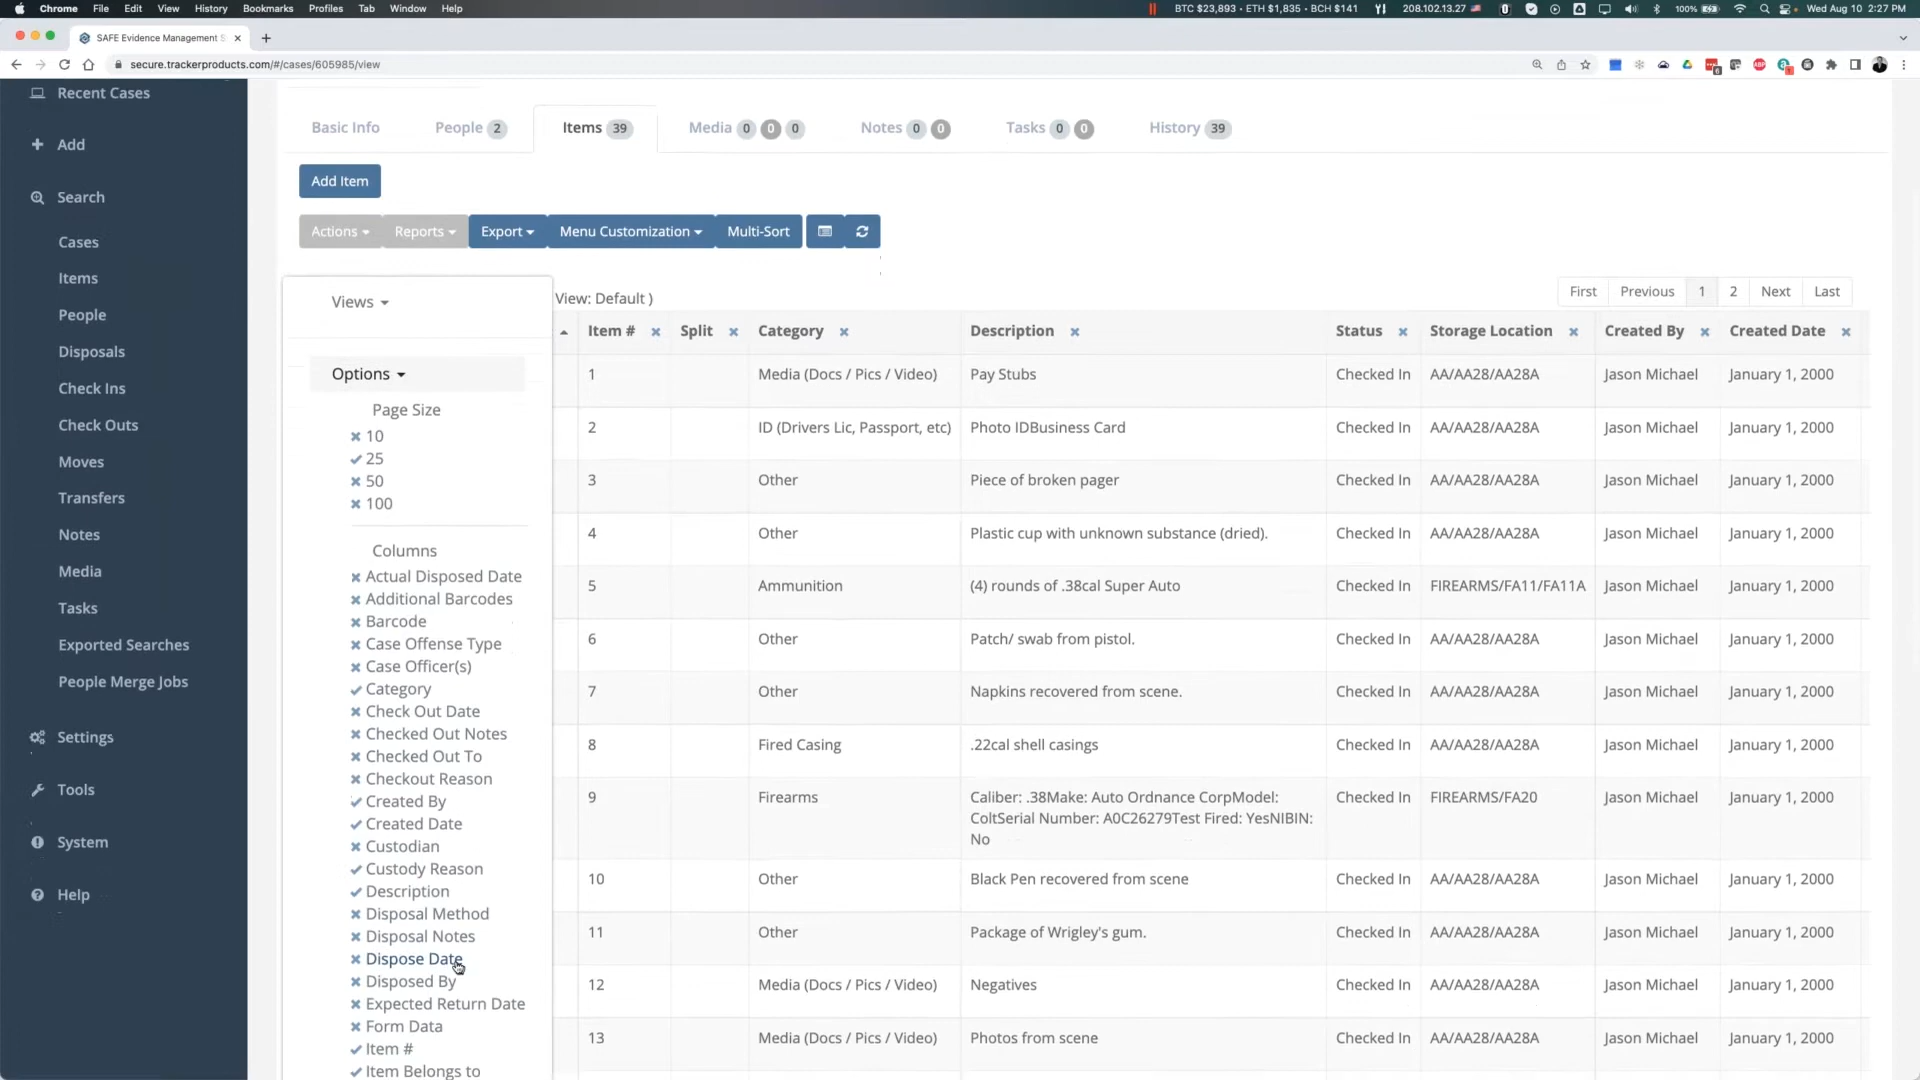 Chrome File Edit View History Bookmarks Profiles Tab Window Help
BTC $23,893 • ETH $1,835 • BCH $141 208.102.13.27 100% Wed Aug 10 2:27 PM
SAFE Evidence Management S
secure.trackerproducts.com/#/cases/605985/view
Recent Cases
Add
Search
Cases
Items
People
Disposals
Check Ins
Check Outs
Moves
Transfers
Notes
Media
Tasks
Exported Searches
People Merge Jobs
Settings
Tools
System
Help
Basic Info People 2 Items 39 Media 0 0 0 Notes 0 0 Tasks 0 0 History 39
Add Item
Actions Reports Export Menu Customization Multi-Sort
Views
View: Default )
First Previous 1 2 Next Last
Options
Page Size
10
25
50
100
Columns
Actual Disposed Date
Additional Barcodes
Barcode
Case Offense Type
Case Officer(s)
Category
Check Out Date
Checked Out Notes
Checked Out To
Checkout Reason
Created By
Created Date
Custodian
Custody Reason
Description
Disposal Method
Disposal Notes
Dispose Date
Disposed By
Expected Return Date
Form Data
Item #
Item Belongs to
Item # Split Category Description Status Storage Location Created By Created Date
1 Media (Docs / Pics / Video) Pay Stubs Checked In AA/AA28/AA28A Jason Michael January 1, 2000
2 ID (Drivers Lic, Passport, etc) Photo IDBusiness Card Checked In AA/AA28/AA28A Jason Michael January 1, 2000
3 Other Piece of broken pager Checked In AA/AA28/AA28A Jason Michael January 1, 2000
4 Other Plastic cup with unknown substance (dried). Checked In AA/AA28/AA28A Jason Michael January 1, 2000
5 Ammunition (4) rounds of .38cal Super Auto Checked In FIREARMS/FA11/FA11A Jason Michael January 1, 2000
6 Other Patch/ swab from pistol. Checked In AA/AA28/AA28A Jason Michael January 1, 2000
7 Other Napkins recovered from scene. Checked In AA/AA28/AA28A Jason Michael January 1, 2000
8 Fired Casing .22cal shell casings Checked In AA/AA28/AA28A Jason Michael January 1, 2000
9 Firearms Caliber: .38Make: Auto Ordnance CorpModel: Checked In FIREARMS/FA20 Jason Michael January 1, 2000
ColtSerial Number: A0C26279Test Fired: YesNIBIN:
No
10 Other Black Pen recovered from scene Checked In AA/AA28/AA28A Jason Michael January 1, 2000
11 Other Package of Wrigley's gum. Checked In AA/AA28/AA28A Jason Michael January 1, 2000
12 Media (Docs / Pics / Video) Negatives Checked In AA/AA28/AA28A Jason Michael January 1, 2000
13 Media (Docs / Pics / Video) Photos from scene Checked In AA/AA28/AA28A Jason Michael January 1, 2000